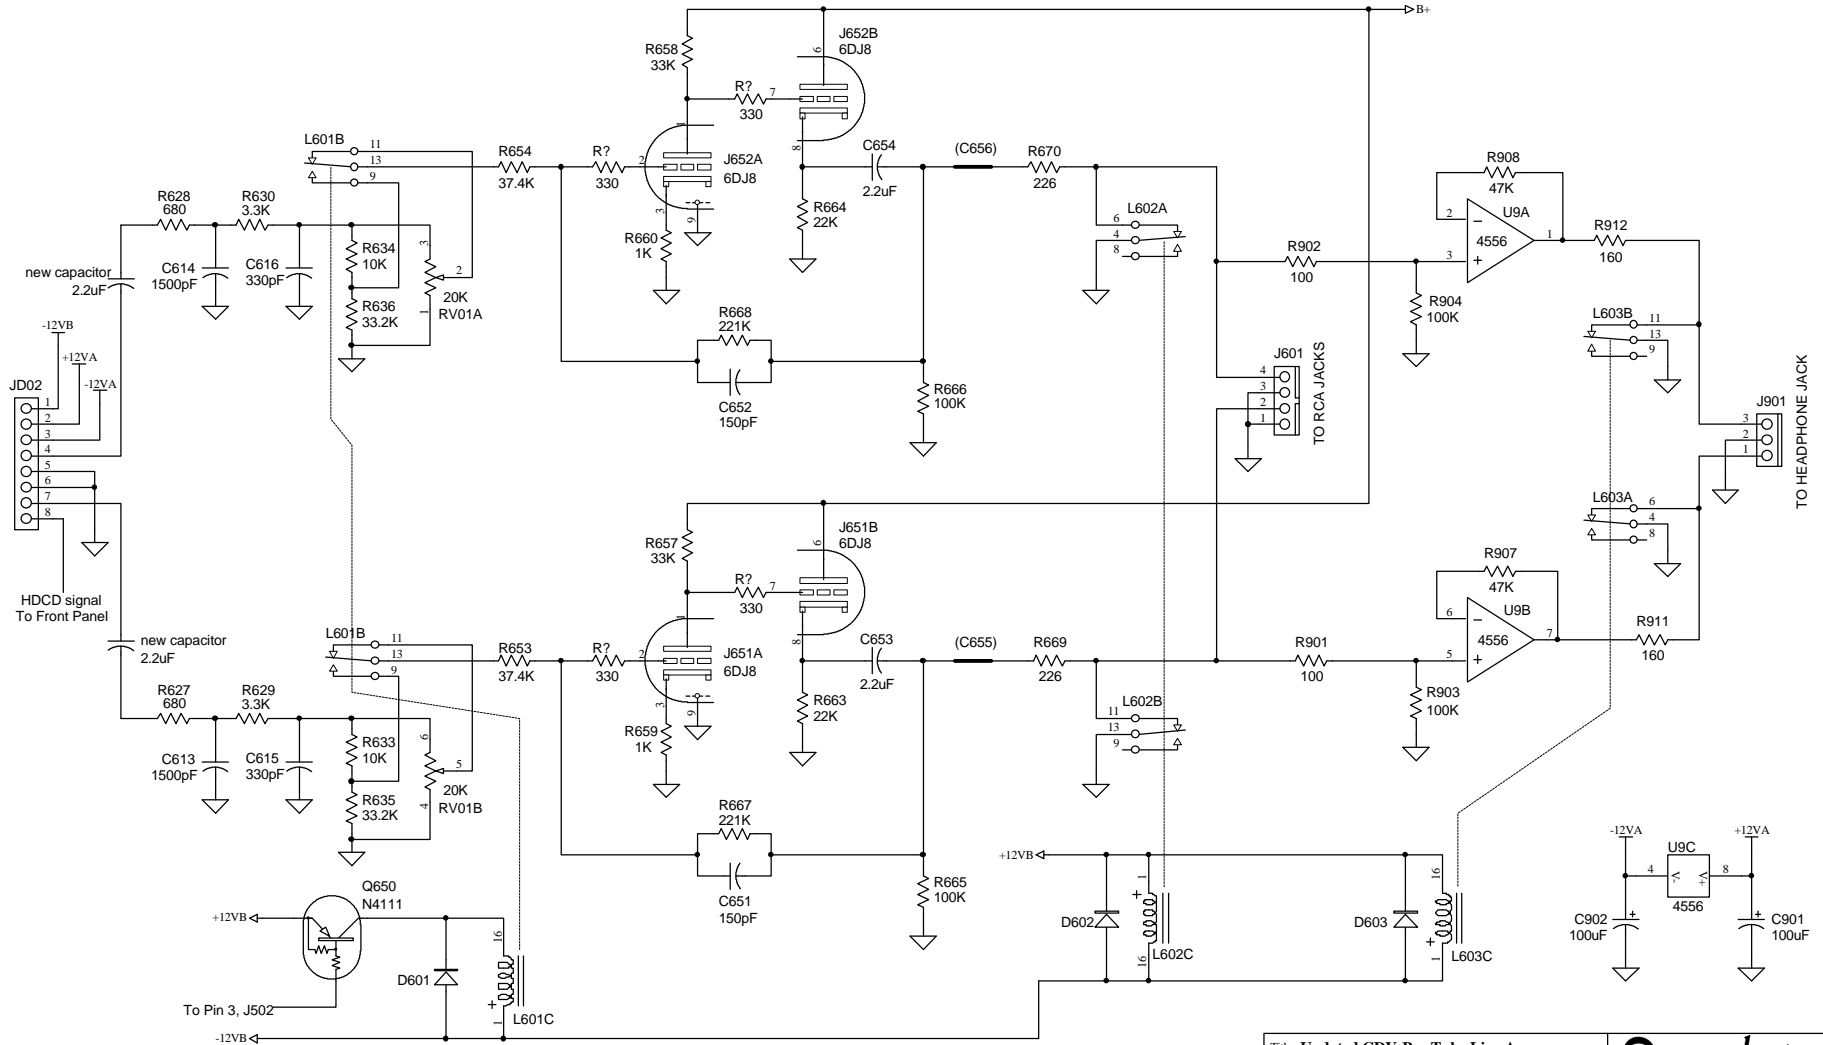 B+
R658
33K
J652B
6DJ8
6
R?
7
330
8
1
L601B
11
13
9
R654
37.4K
R?
330
2
J652A
6DJ8
3
9
C654
2.2uF
(C656)
R670
226
R628
680
R630
3.3K
R634
10K
3
2
R660
1K
R664
22K
L602A
6
4
8
R908
47K
2
U9A
4556
1
3
R912
160
R902
100
new capacitor
2.2uF
C614
1500pF
C616
330pF
R636
33.2K
1
20K
RV01A
R904
100K
L603B
11
13
9
R668
221K
C652
150pF
R666
100K
J601
4
3
2
1
TO RCA JACKS
-12VB
+12VA
-12VA
JD02
1
2
3
4
5
6
7
8
HDCD signal
To Front Panel
J901
3
2
1
TO HEADPHONE JACK
L603A
6
4
8
R657
33K
J651B
6DJ8
6
R?
7
330
8
1
new capacitor
2.2uF
L601B
11
13
9
R653
37.4K
R?
330
2
J651A
6DJ8
3
9
C653
2.2uF
(C655)
R669
226
R901
100
R907
47K
6
U9B
4556
7
5
R911
160
R627
680
R629
3.3K
R633
10K
6
5
R659
1K
R663
22K
L602B
11
13
9
R903
100K
C613
1500pF
C615
330pF
R635
33.2K
4
20K
RV01B
R667
221K
C651
150pF
R665
100K
+12VB
D602
1
16
L602C
D603
16
1
L603C
-12VA
+12VA
U9C
4
V-
V+
8
4556
C902
100uF
C901
100uF
Q650
N4111
+12VB
To Pin 3, J502
D601
16
1
L601C
-12VB